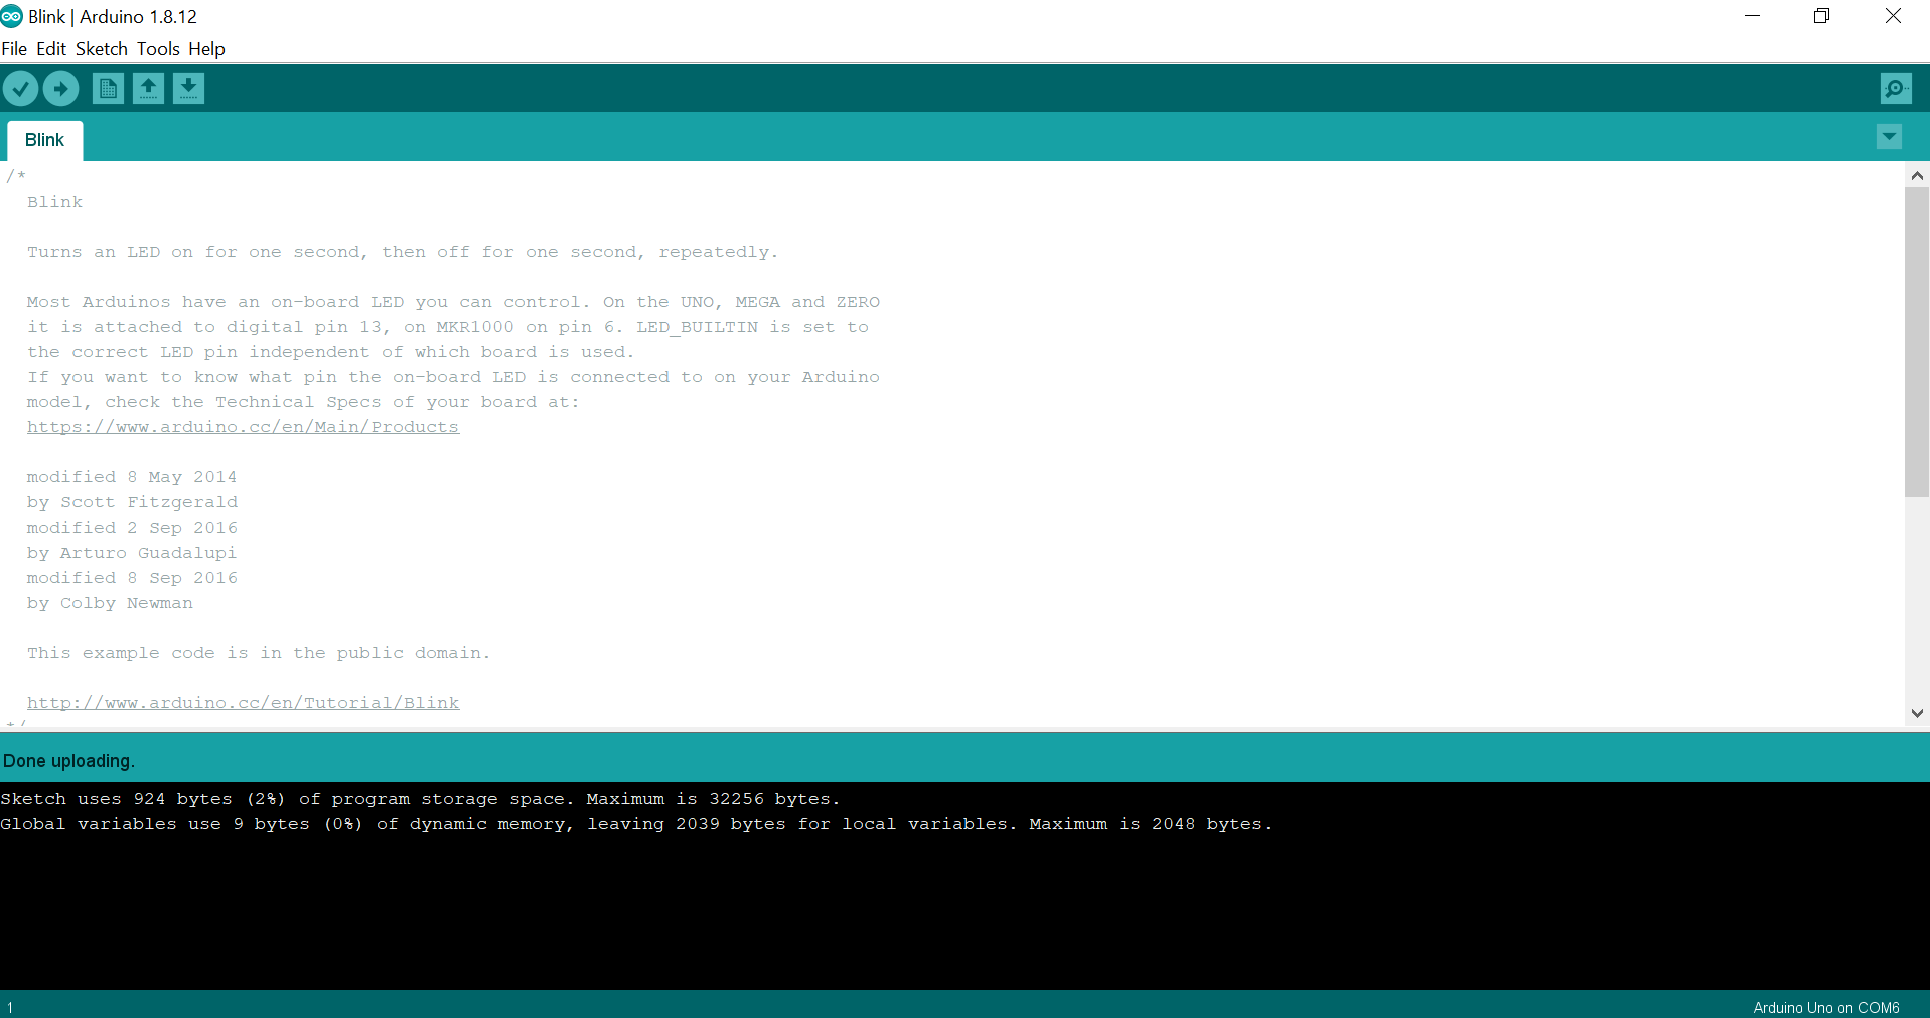 Blink | Arduino 1.8.12
File Edit Sketch Tools Help
Blink
/*
Blink
Turns an LED on for one second, then off for one second, repeatedly.
Most Arduinos have an on-board LED you can control. On the UNO, MEGA and ZERO
it is attached to digital pin 13, on MKR1000 on pin 6. LED_BUILTIN is set to
the correct LED pin independent of which board is used.
If you want to know what pin the on-board LED is connected to on your Arduino
model, check the Technical Specs of your board at:
https://www.arduino.cc/en/Main/Products
modified 8 May 2014
by Scott Fitzgerald
modified 2 Sep 2016
by Arturo Guadalupi
modified 8 Sep 2016
by Colby Newman
This example code is in the public domain.
http://www.arduino.cc/en/Tutorial/Blink
*/
Done uploading.
Sketch uses 924 bytes (2%) of program storage space. Maximum is 32256 bytes.
Global variables use 9 bytes (0%) of dynamic memory, leaving 2039 bytes for local variables. Maximum is 2048 bytes.
1
Arduino Uno on COM6